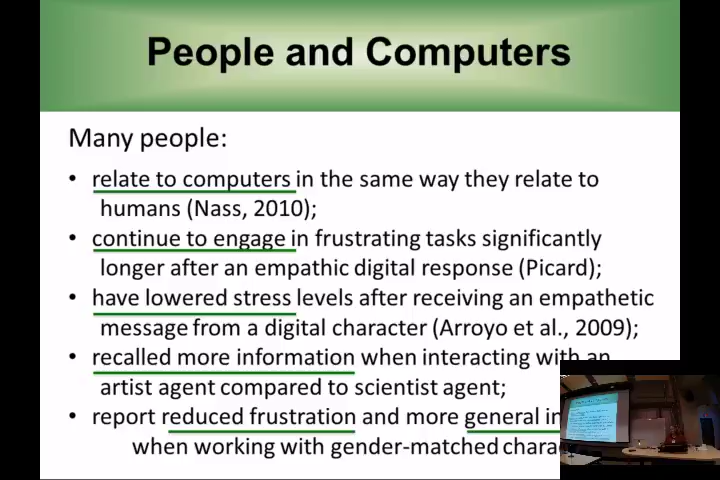 People and Computers
Many people:
• relate to computers in the same way they relate to
humans (Nass, 2010);
• continue to engage in frustrating tasks significantly
longer after an empathic digital response (Picard);
• have lowered stress levels after receiving an empathetic
message from a digital character (Arroyo et al., 2009);
• recalled more information when interacting with an
artist agent compared to scientist agent;
• report reduced frustration and more general in
when working with gender-matched charac